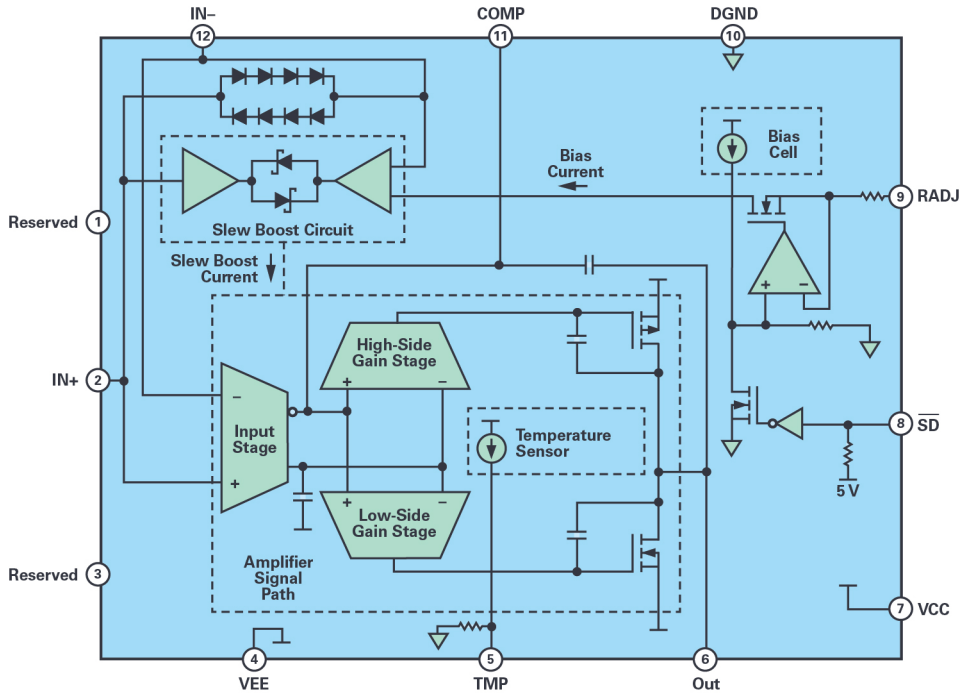 IN–
COMP
DGND
12
11
10
Bias
Cell
Bias
Current
9
RADJ
Reserved
1
Slew Boost Circuit
Slew Boost
Current
+
–
High-Side
Gain Stage
+
–
IN+
2
–
Input
Stage
+
Temperature
Sensor
8
SD
5 V
+
–
Low-Side
Gain Stage
Amplifier
Signal
Path
Reserved
3
7
VCC
4
5
6
VEE
TMP
Out